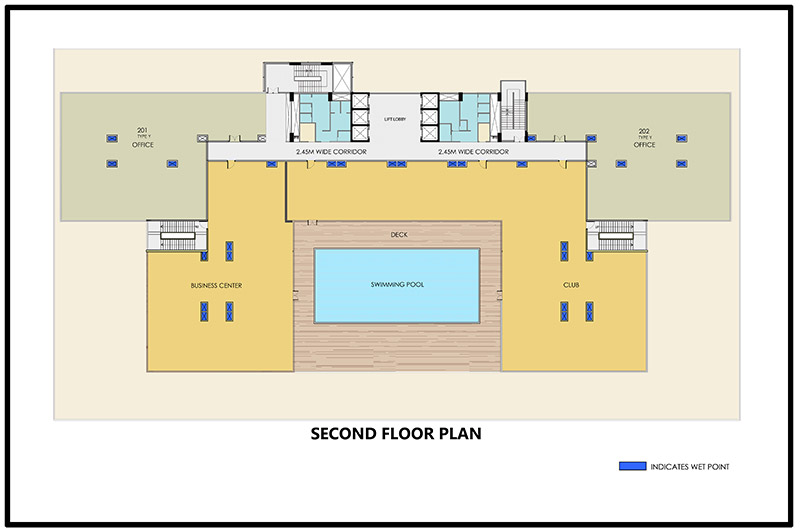 201
TYPE Y
OFFICE
LIFT LOBBY
202
TYPE Y
OFFICE
2.45M WIDE CORRIDOR
2.45M WIDE CORRIDOR
DECK
BUSINESS CENTER
SWIMMING POOL
CLUB
SECOND FLOOR PLAN
INDICATES WET POINT